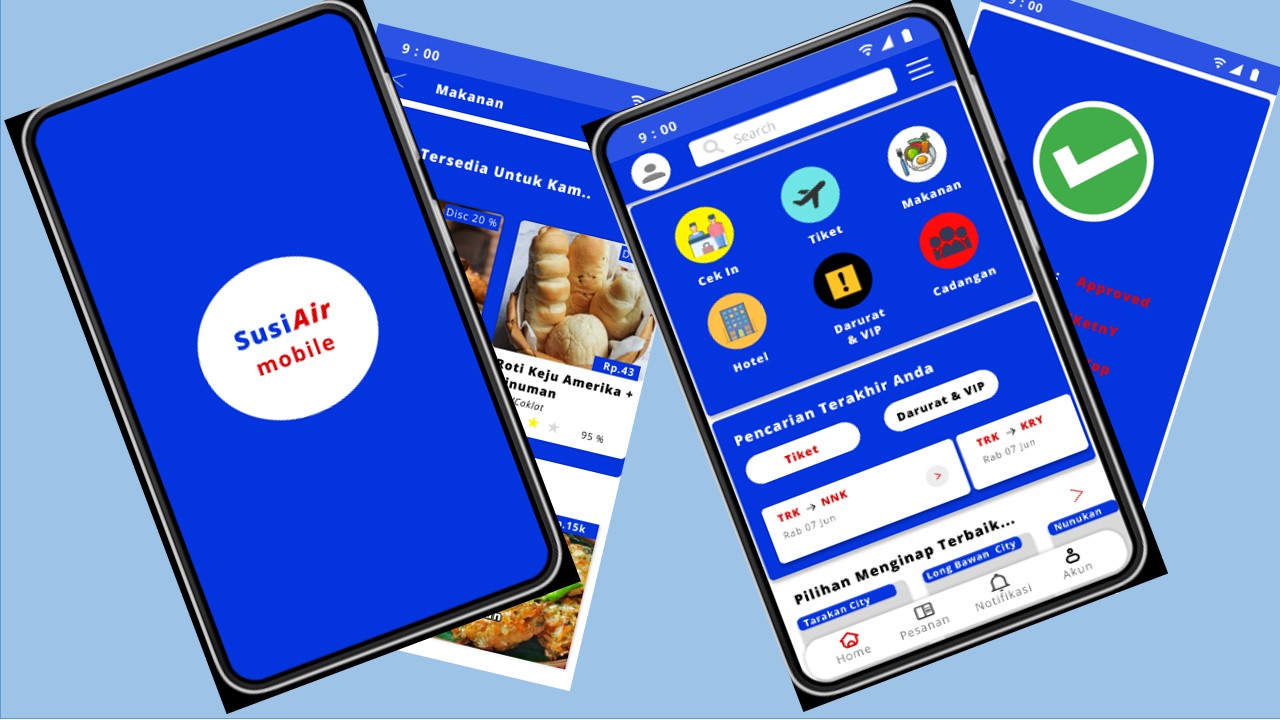 SusiAir
mobile
9 : 00
Makanan
Tersedia Untuk Kam..
Disc 20 %
Rp.43
Roti Keju Amerika +
inuman
/Coklat
95 %
.15k
9 : 00
Search
Cek In
Tiket
Makanan
Hotel
Darurat
& VIP
Cadangan
Pencarian Terakhir Anda
Tiket
Darurat & VIP
TRK → NNK
Rab 07 Jun
TRK → KRY
Rab 07 Jun
Pilihan Menginap Terbaik...
Tarakan City
Long Bawan City
Nunukan
Home
Pesanan
Notifikasi
Akun
9 : 00
: Approved
KetnY
op